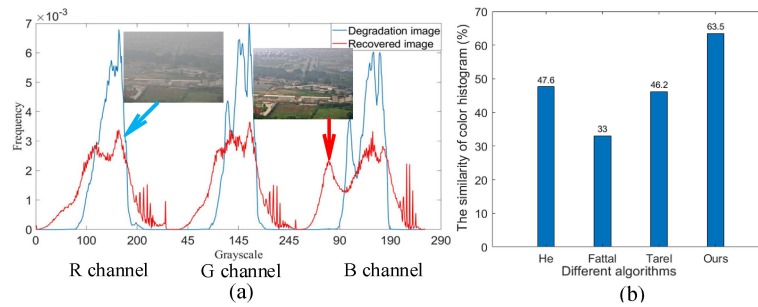 ×10⁻³
7
6
5
4
3
2
1
0
Frequency
Degradation image
Recovered image
0 100 200 45 145 245 90 190 290
Grayscale
R channel G channel B channel
(a)
The similarity of color histogram (%)
70
60
50
40
30
20
10
0
47.6
33
46.2
63.5
He Fattal Tarel Ours
Different algorithms
(b)